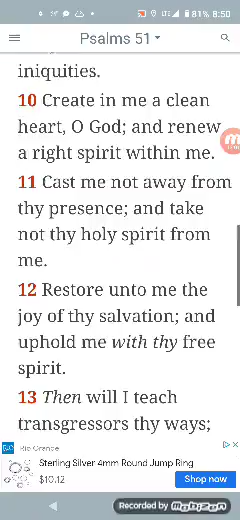 81% 8:50
Psalms 51
iniquities.
10 Create in me a clean
heart, O God; and renew
a right spirit within me.
11 Cast me not away from
thy presence; and take
not thy holy spirit from
me.
12 Restore unto me the
joy of thy salvation; and
uphold me with thy free
spirit.
13 Then will I teach
transgressors thy ways;
Rio Grande
Sterling Silver 4mm Round Jump Ring
$10.12
Shop now
Recorded by mobizen